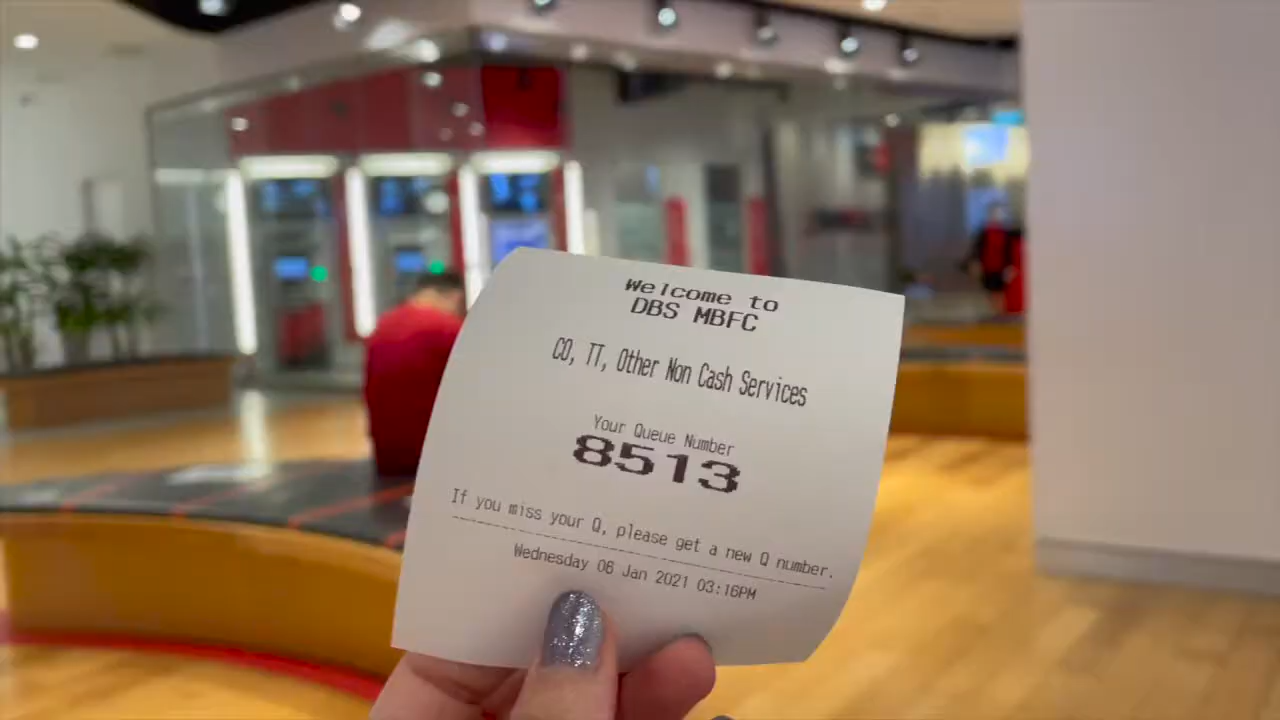 Welcome to
DBS MBFC
CO, TT, Other Non Cash Services
Your Queue Number
8513
If you miss your Q, please get a new Q number.
Wednesday 06 Jan 2021 03:16PM